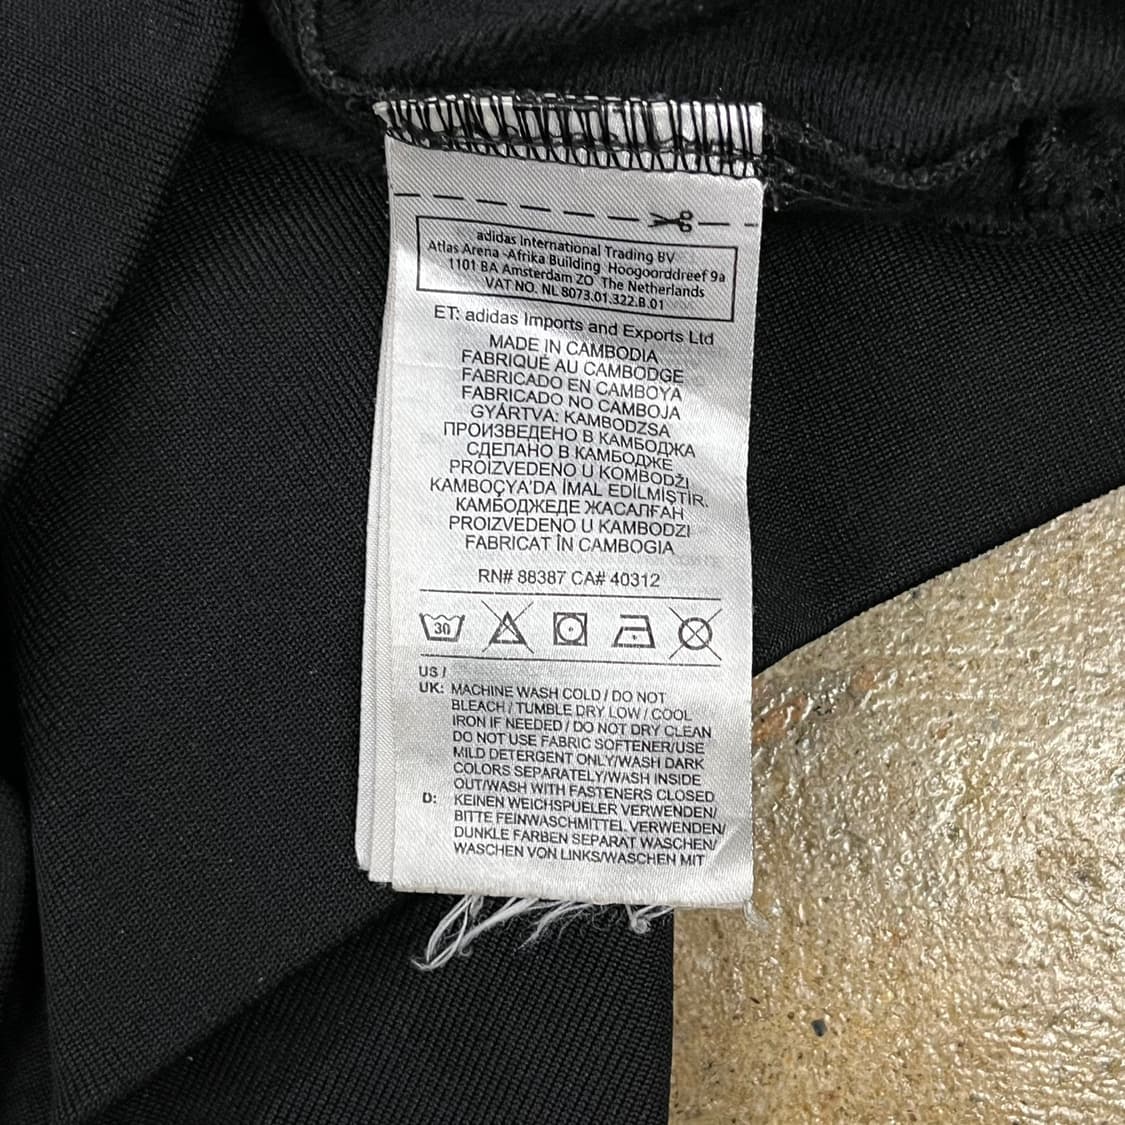 adidas International Trading BV
Atlas Arena -Afrika Building Hoogoorddreef 9a
1101 BA Amsterdam ZO The Netherlands
VAT NO. NL 8073.01.322.B.01
ET: adidas Imports and Exports Ltd
MADE IN CAMBODIA
FABRIQUÉ AU CAMBODGE
FABRICADO EN CAMBOYA
FABRICADO NO CAMBOJA
GYÁRTVA: KAMBODZSA
ПРОИЗВЕДЕНО В КАМБОДЖА
СДЕЛАНО В КАМБОДЖЕ
PROIZVEDENO U KOMBODŽI
KAMBOÇYA'DA İMAL EDİLMİŞTİR.
КАМБОДЖЕДЕ ЖАСАЛҒАН
PROIZVEDENO U KAMBODZI
FABRICAT ÎN CAMBOGIA
RN# 88387 CA# 40312
30
US /
UK: MACHINE WASH COLD / DO NOT
BLEACH / TUMBLE DRY LOW / COOL
IRON IF NEEDED / DO NOT DRY CLEAN
DO NOT USE FABRIC SOFTENER/USE
MILD DETERGENT ONLY/WASH DARK
COLORS SEPARATELY/WASH INSIDE
OUT/WASH WITH FASTENERS CLOSED
D: KEINEN WEICHSPUELER VERWENDEN/
BITTE FEINWASCHMITTEL VERWENDEN/
DUNKLE FARBEN SEPARAT WASCHEN/
WASCHEN VON LINKS/WASCHEN MIT